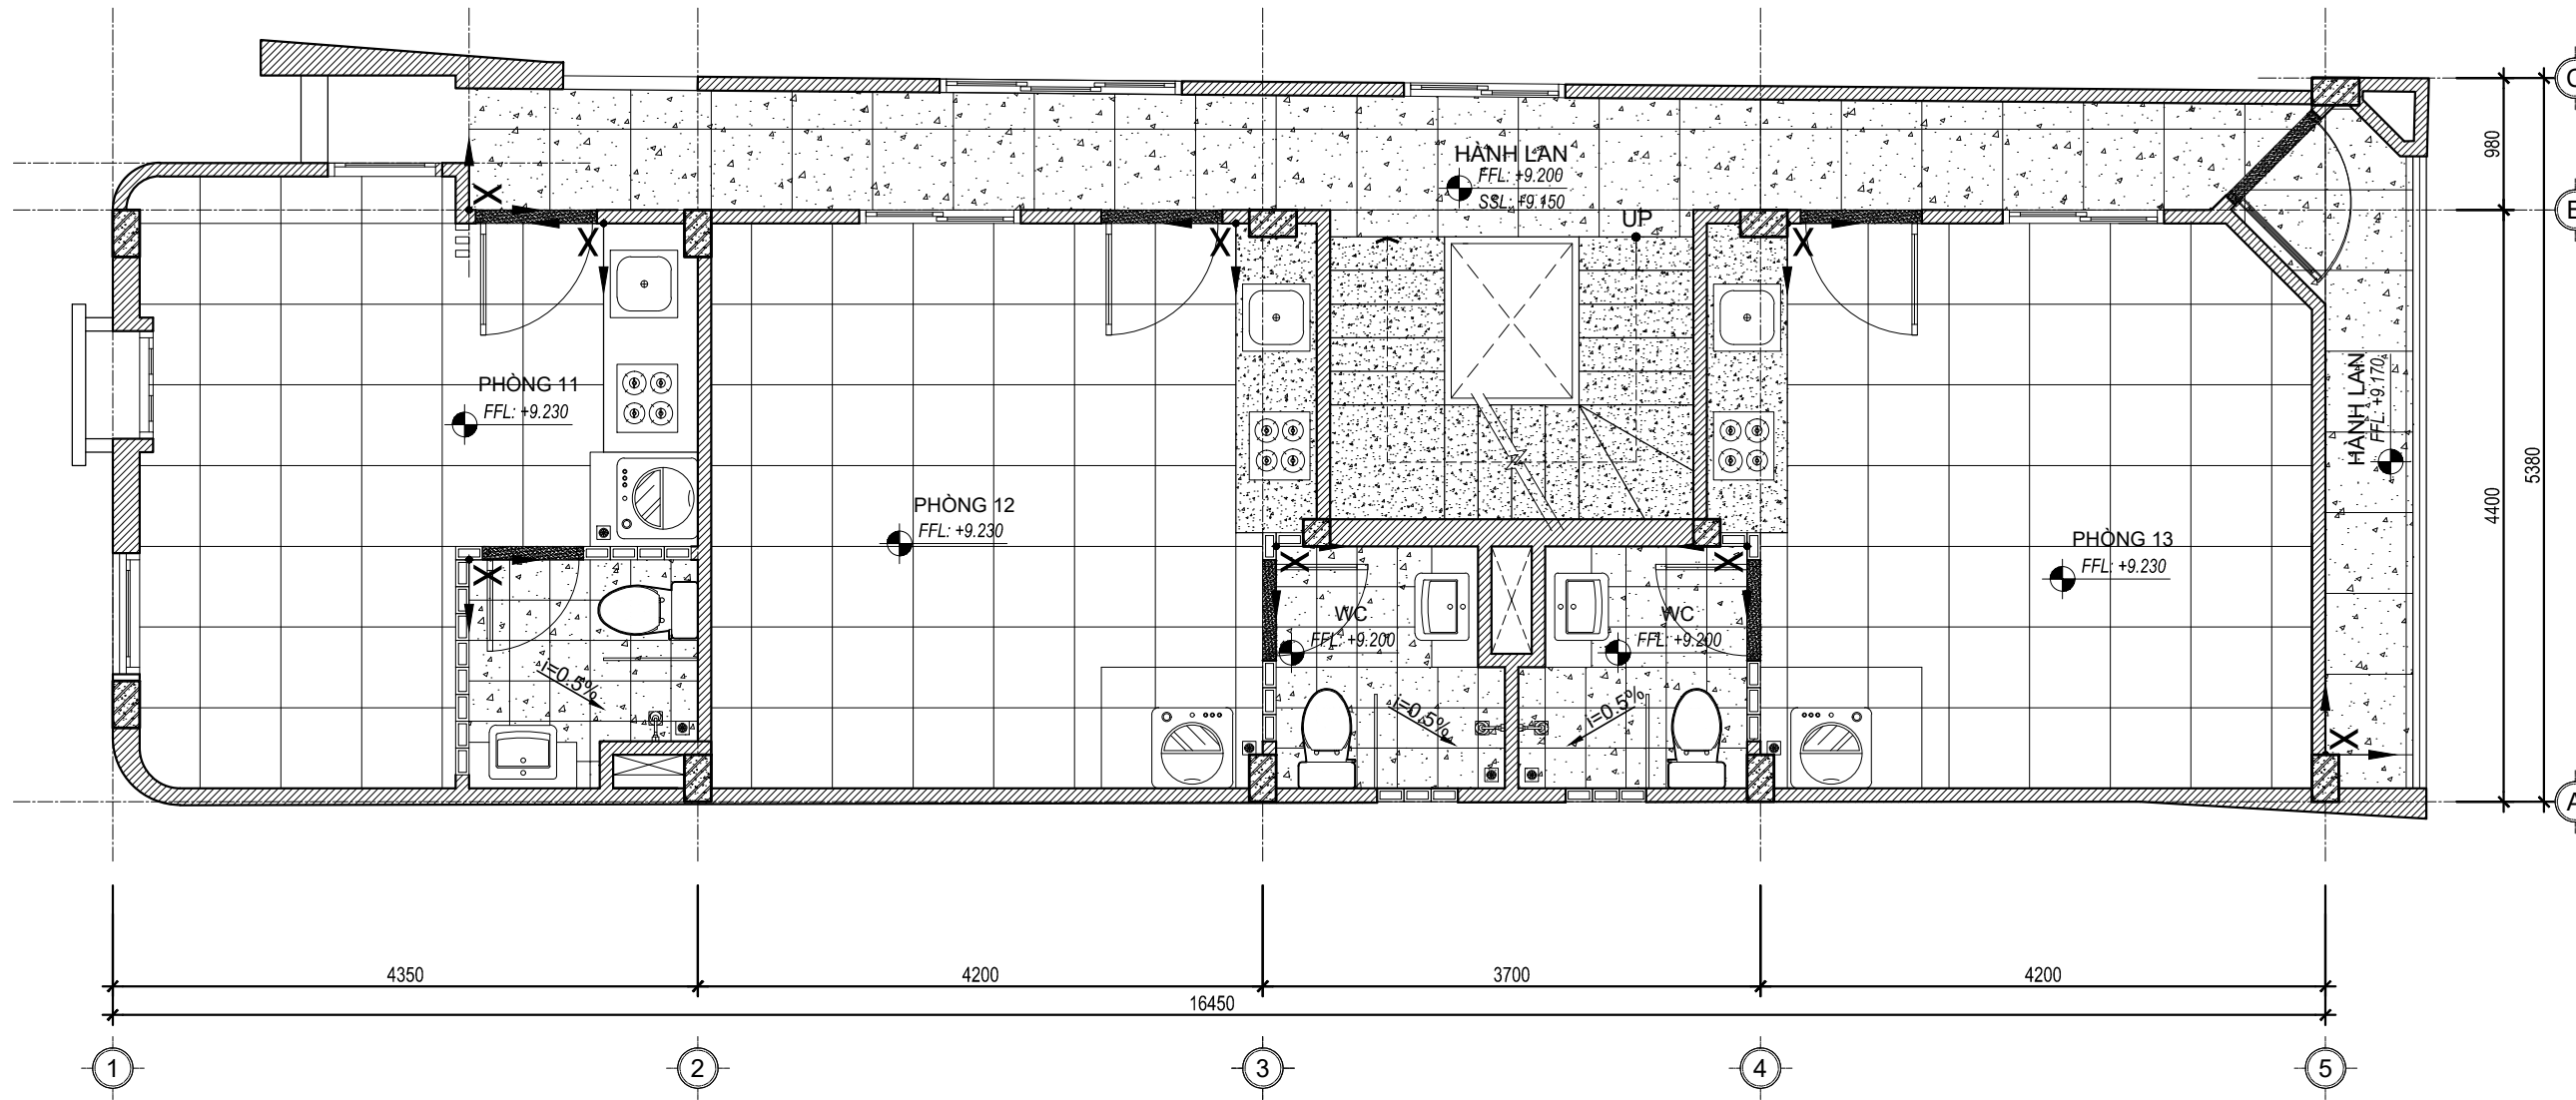 C
980
HÀNH LAN
FFL: +9.200
SSL: +9.150
UP
X
X
X
X
B
PHÒNG 11
FFL: +9.230
HÀNH LAN
FFL: +9.170
5380
4400
PHÒNG 12
FFL: +9.230
PHÒNG 13
FFL: +9.230
X
X
X
WC
FFL: +9.200
WC
FFL: +9.200
i=0.5%
i=0.5%
i=0.5%
X
A
4350
4200
3700
4200
16450
1
2
3
4
5